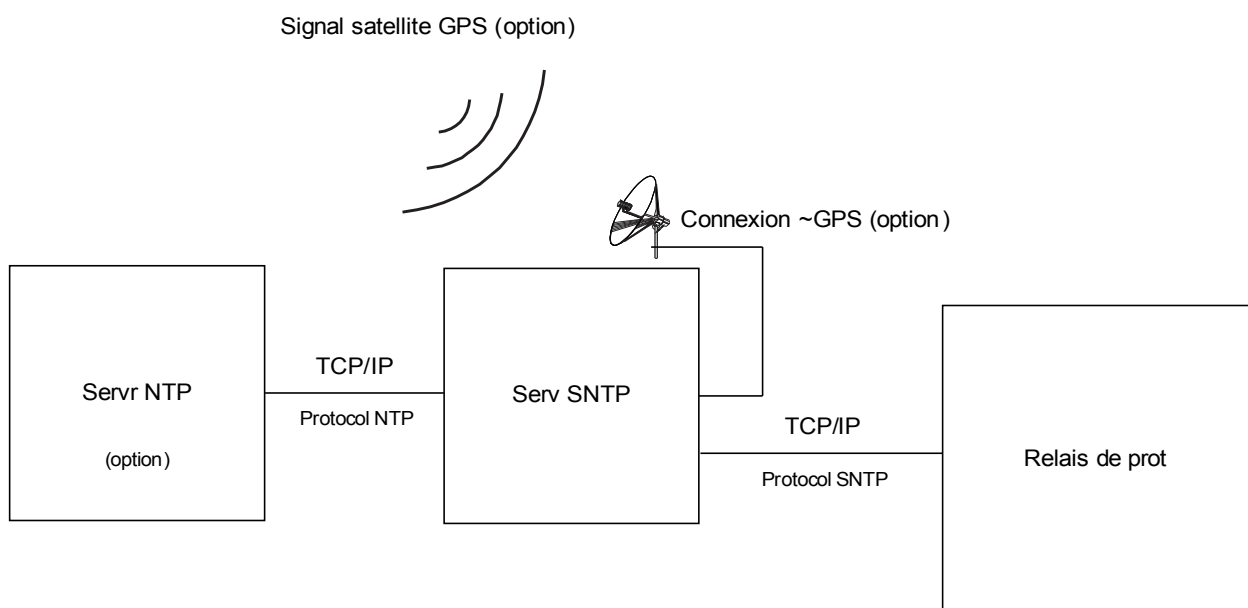 Signal satellite GPS (option)
Connexion ~GPS (option)
Servr NTP
(option)
TCP/IP
Protocol NTP
Serv SNTP
TCP/IP
Protocol SNTP
Relais de prot